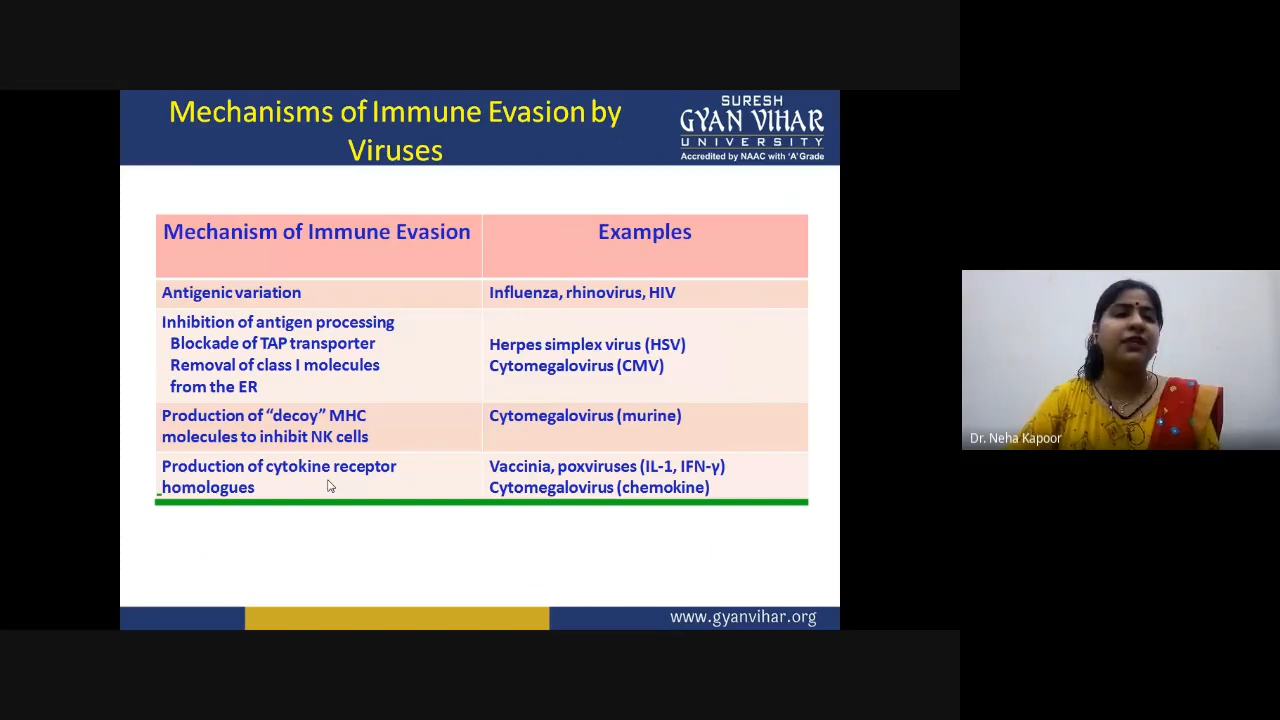 Mechanisms of Immune Evasion by
Viruses
SURESH
GYAN VIHAR
UNIVERSITY
Accredited by NAAC with 'A' Grade
Mechanism of Immune Evasion
Examples
Antigenic variation
Influenza, rhinovirus, HIV
Inhibition of antigen processing
Blockade of TAP transporter
Removal of class I molecules
from the ER
Herpes simplex virus (HSV)
Cytomegalovirus (CMV)
Production of “decoy” MHC
molecules to inhibit NK cells
Cytomegalovirus (murine)
Production of cytokine receptor
homologues
Vaccinia, poxviruses (IL-1, IFN-γ)
Cytomegalovirus (chemokine)
www.gyanvihar.org
Dr. Neha Kapoor